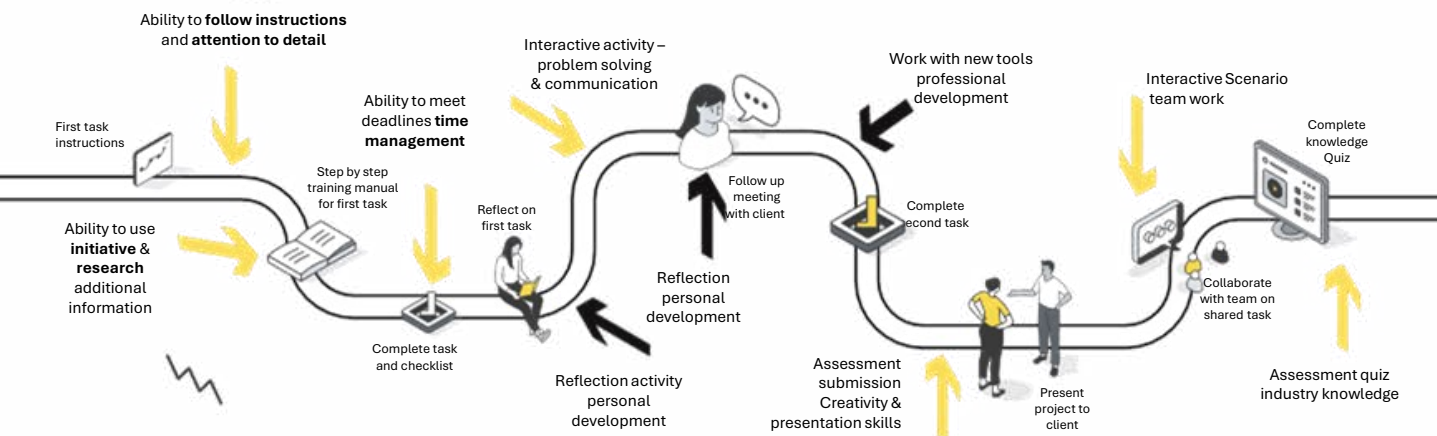 Ability to follow instructions
and attention to detail
First task
instructions
Ability to use
initiative &
research
additional
information
Step by step
training manual
for first task
Ability to meet
deadlines time
management
Complete task
and checklist
Reflect on
first task
Interactive activity –
problem solving
& communication
Reflection activity
personal
development
Follow up
meeting
with client
Reflection
personal
development
Work with new tools
professional
development
Complete
second task
Assessment
submission
Creativity &
presentation skills
Present
project to
client
Interactive Scenario
team work
Collaborate
with team on
shared task
Complete
knowledge
Quiz
Assessment quiz
industry knowledge